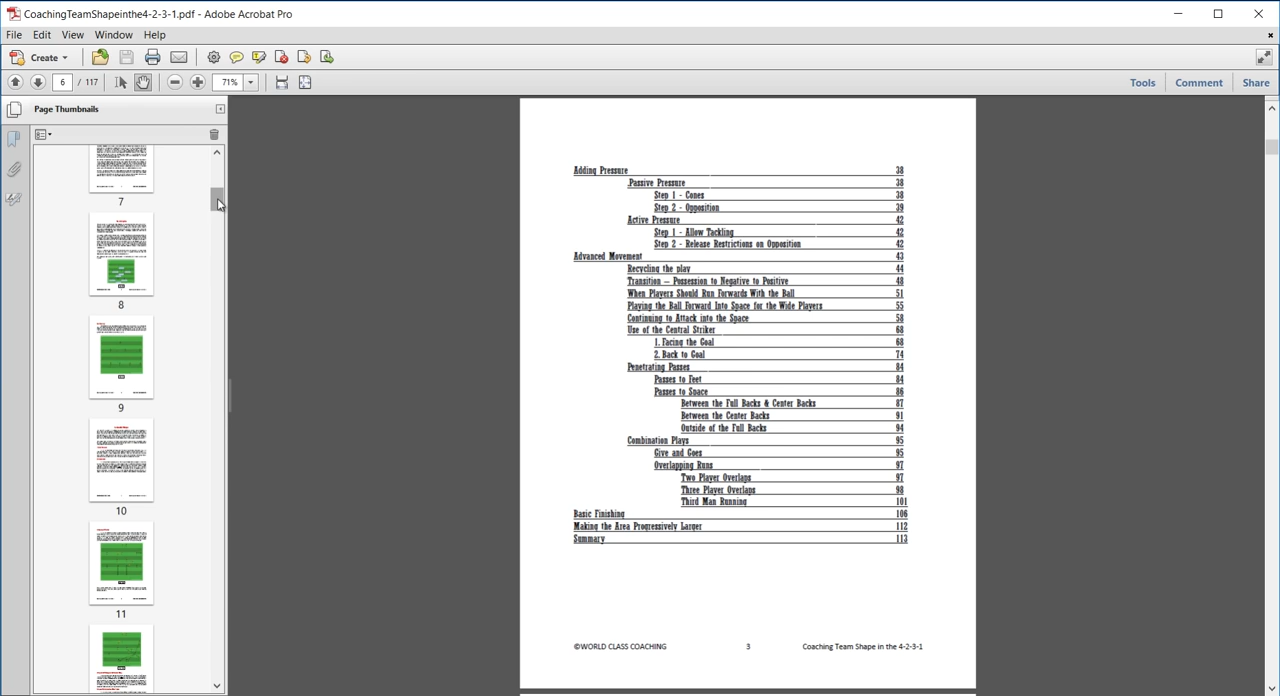 CoachingTeamShapeinthe4-2-3-1.pdf - Adobe Acrobat Pro
File Edit View Window Help
Create
6 / 117 71% Tools Comment Share
Page Thumbnails
7
8
9
10
11
Adding Pressure 38
Passive Pressure 38
Step 1 - Cones 38
Step 2 - Opposition 39
Active Pressure 42
Step 1 - Allow Tackling 42
Step 2 - Release Restrictions on Opposition 42
Advanced Movement 43
Recycling the play 44
Transition – Possession to Negative to Positive 48
When Players Should Run Forwards With the Ball 51
Playing the Ball Forward Into Space for the Wide Players 55
Continuing to Attack into the Space 58
Use of the Central Striker 68
1. Facing the Goal 68
2. Back to Goal 74
Penetrating Passes 84
Passes to Feet 84
Passes to Space 86
Between the Full Backs & Center Backs 87
Between the Center Backs 91
Outside of the Full Backs 94
Combination Plays 95
Give and Goes 95
Overlapping Runs 97
Two Player Overlaps 97
Three Player Overlaps 98
Third Man Running 101
Basic Finishing 106
Making the Area Progressively Larger 112
Summary 113
©WORLD CLASS COACHING 3 Coaching Team Shape in the 4-2-3-1